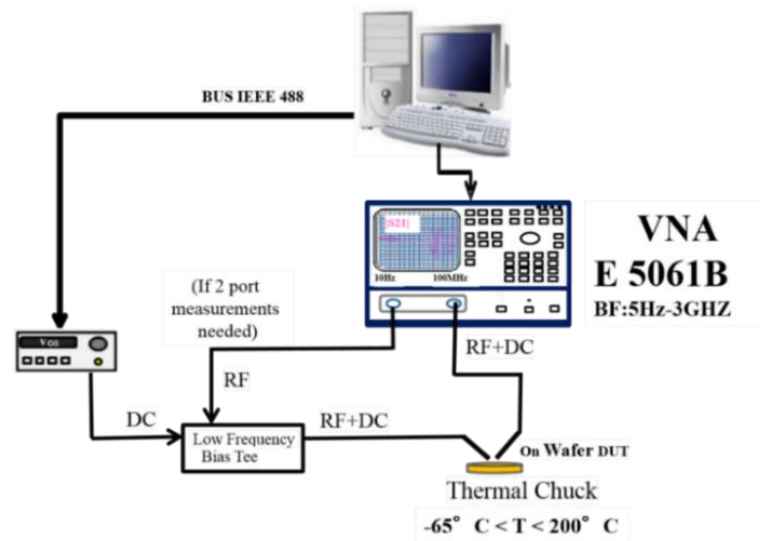 BUS IEEE 488
|S21|
10Hz 100MHz
VNA
E 5061B
BF:5Hz-3GHZ
(If 2 port
measurements
needed)
VGS
RF
RF+DC
DC
RF+DC
Low Frequency
Bias Tee
On Wafer DUT
Thermal Chuck
-65° C < T < 200° C